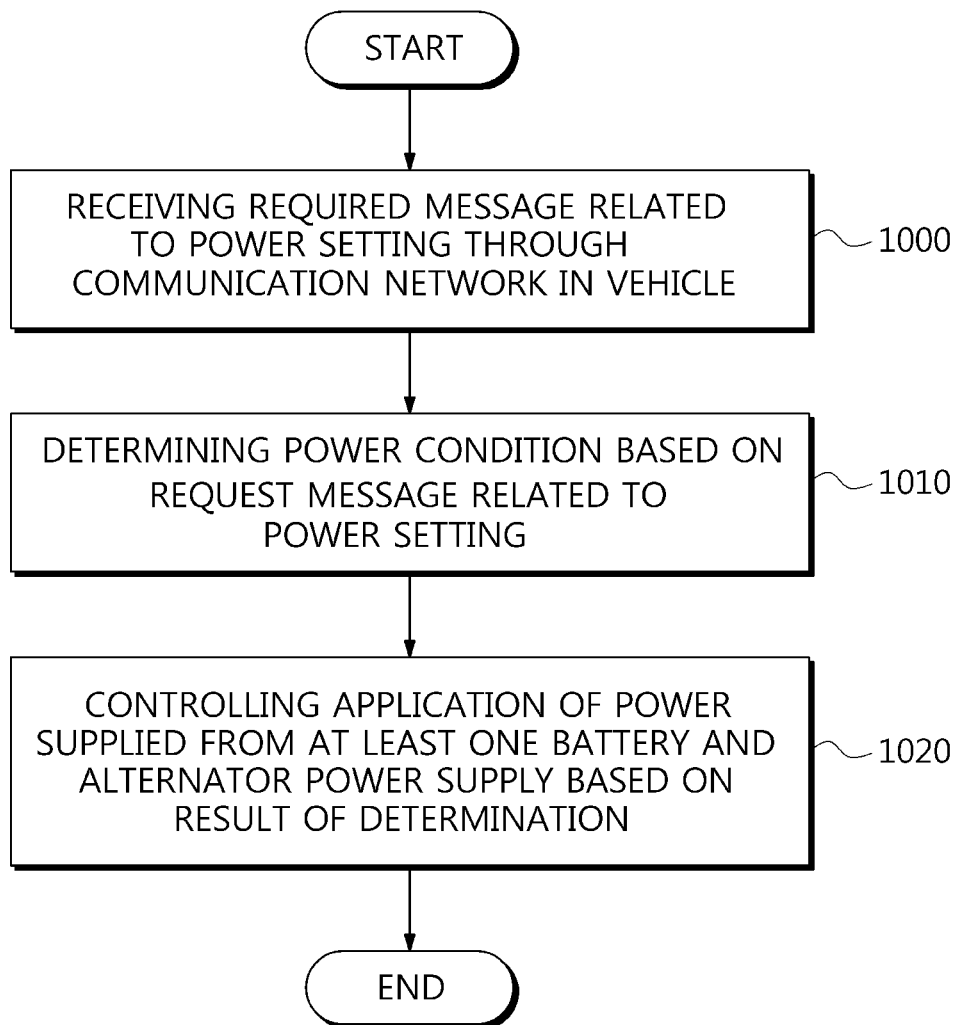 START
RECEIVING REQUIRED MESSAGE RELATED
TO POWER SETTING THROUGH
COMMUNICATION NETWORK IN VEHICLE
1000
DETERMINING POWER CONDITION BASED ON
REQUEST MESSAGE RELATED TO
POWER SETTING
1010
CONTROLLING APPLICATION OF POWER
SUPPLIED FROM AT LEAST ONE BATTERY AND
ALTERNATOR POWER SUPPLY BASED ON
RESULT OF DETERMINATION
1020
END